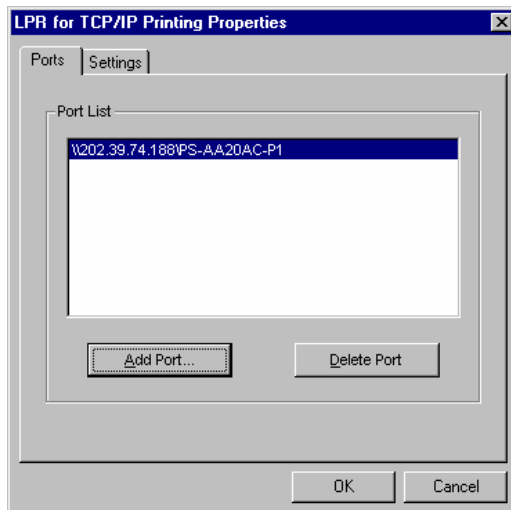 LPR for TCP/IP Printing Properties
Ports
Settings
Port List
\\202.39.74.188\PS-AA20AC-P1
Add Port...
Delete Port
OK
Cancel